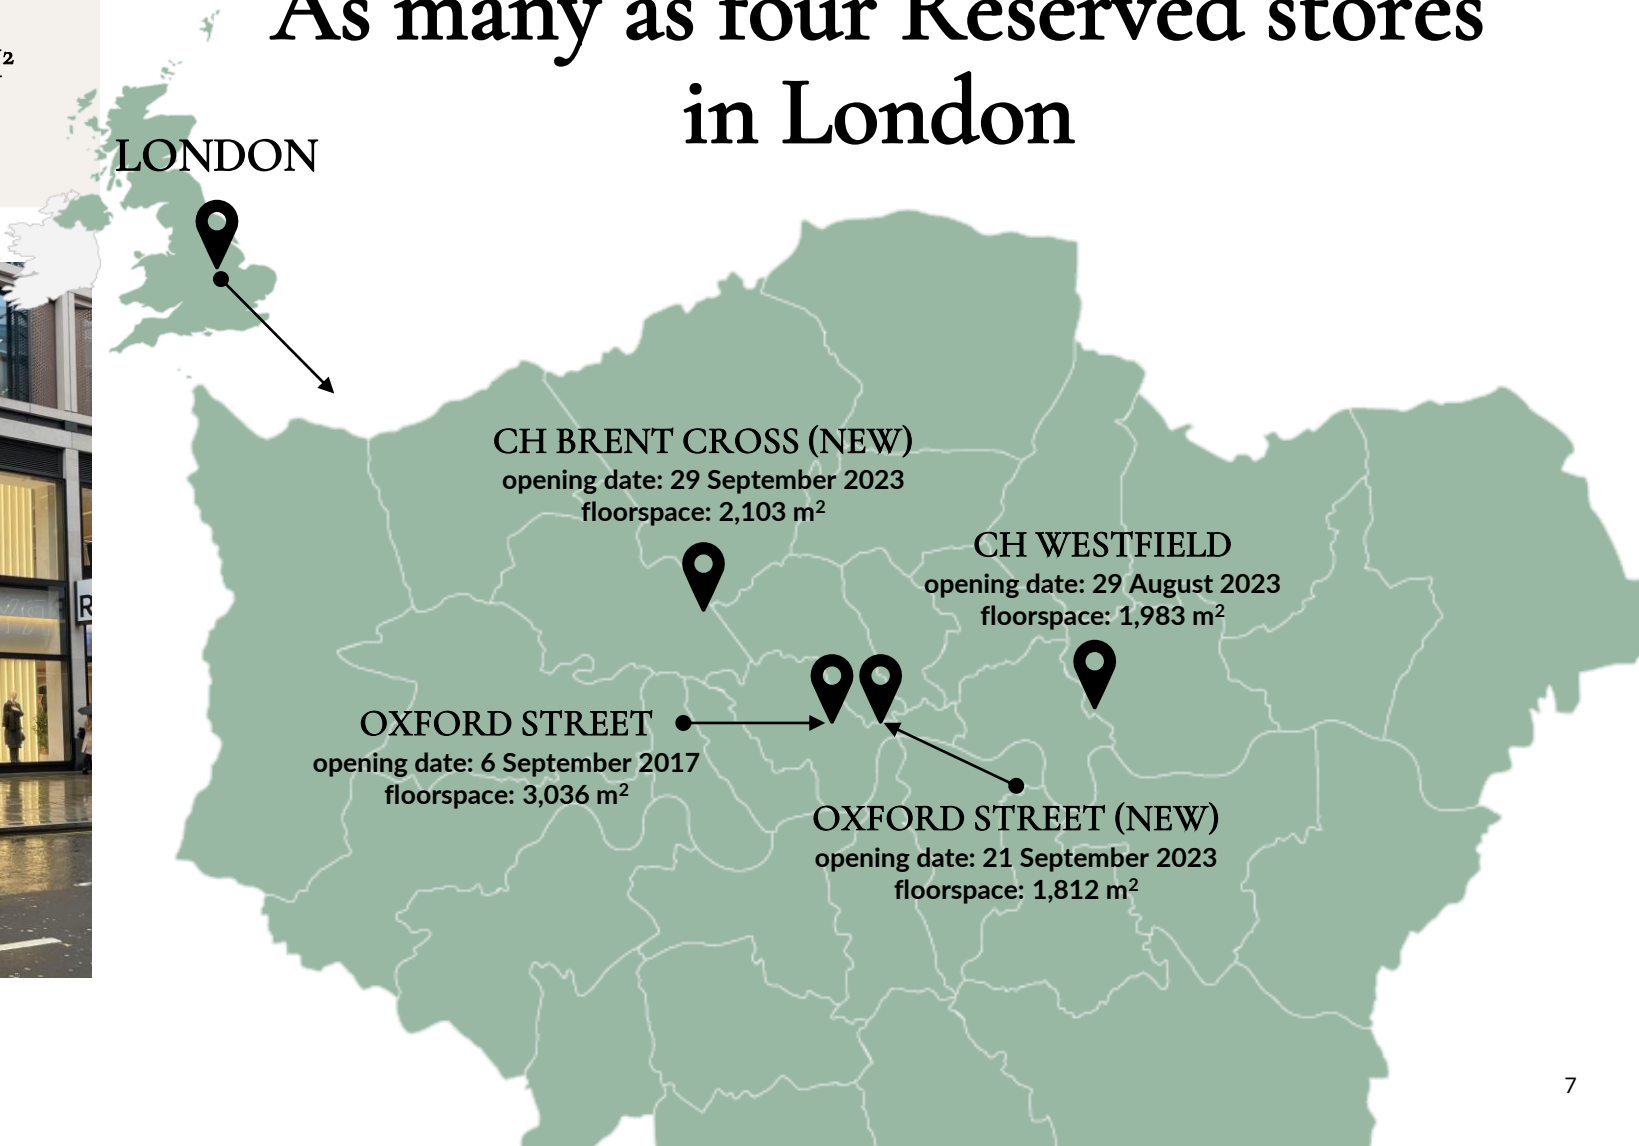 As many as four Reserved stores
in London
2
LONDON
CH BRENT CROSS (NEW)
opening date: 29 September 2023
floorspace: 2,103 m²
CH WESTFIELD
opening date: 29 August 2023
floorspace: 1,983 m²
OXFORD STREET
opening date: 6 September 2017
floorspace: 3,036 m²
R
OXFORD STREET (NEW)
opening date: 21 September 2023
floorspace: 1,812 m²
7